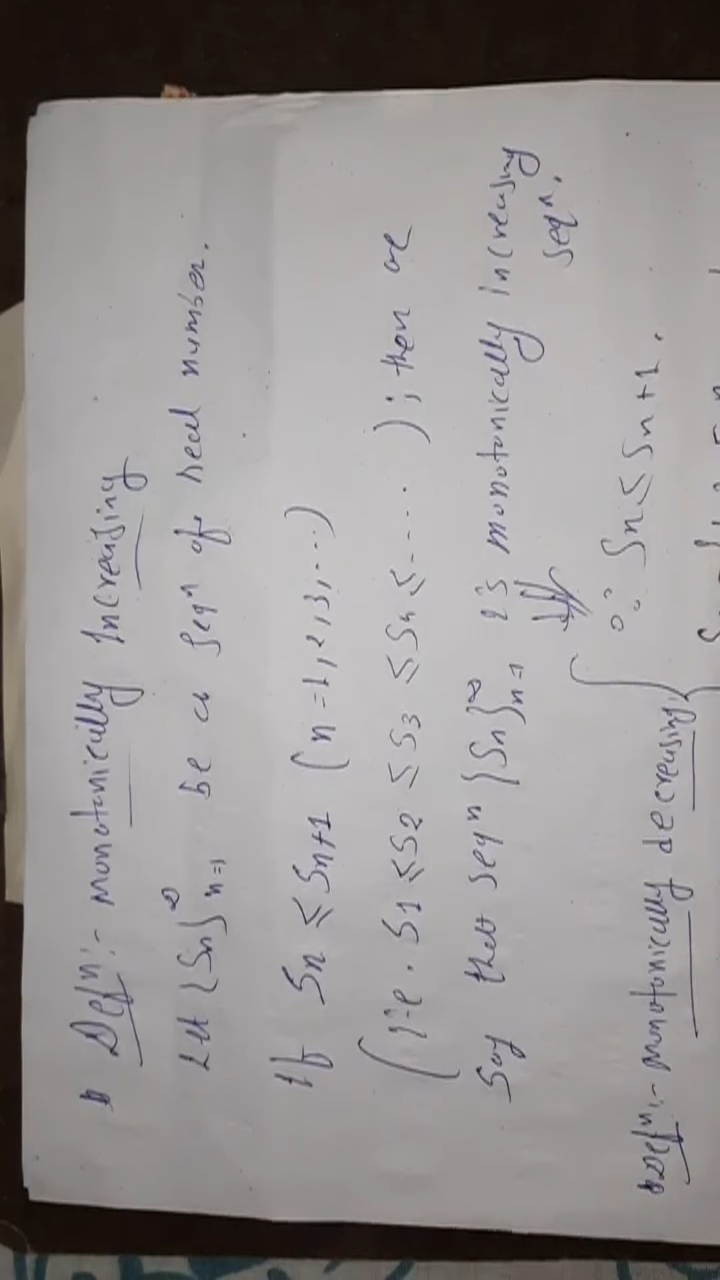 Defⁿ:- Monotonically Increasing
Let {Sn}∞n=1 be a seqⁿ of real number.
If Sn ≤ Sn+1 (n=1,2,3,...)
(i.e. S1 ≤ S2 ≤ S3 ≤ S4 ≤ .... ); then we
Say that seqⁿ {Sn}∞n=1 is monotonically increasing
seqⁿ.
∵ Sn ≤ Sn+1.
Defⁿ:- Monotonically decreasing